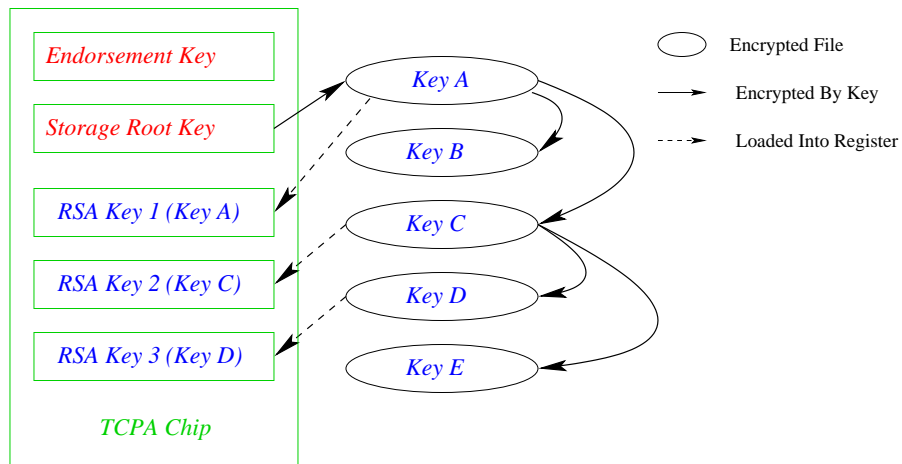 Endorsement Key
Storage Root Key
RSA Key 1 (Key A)
RSA Key 2 (Key C)
RSA Key 3 (Key D)
TCPA Chip
Key A
Key B
Key C
Key D
Key E
Encrypted File
Encrypted By Key
Loaded Into Register